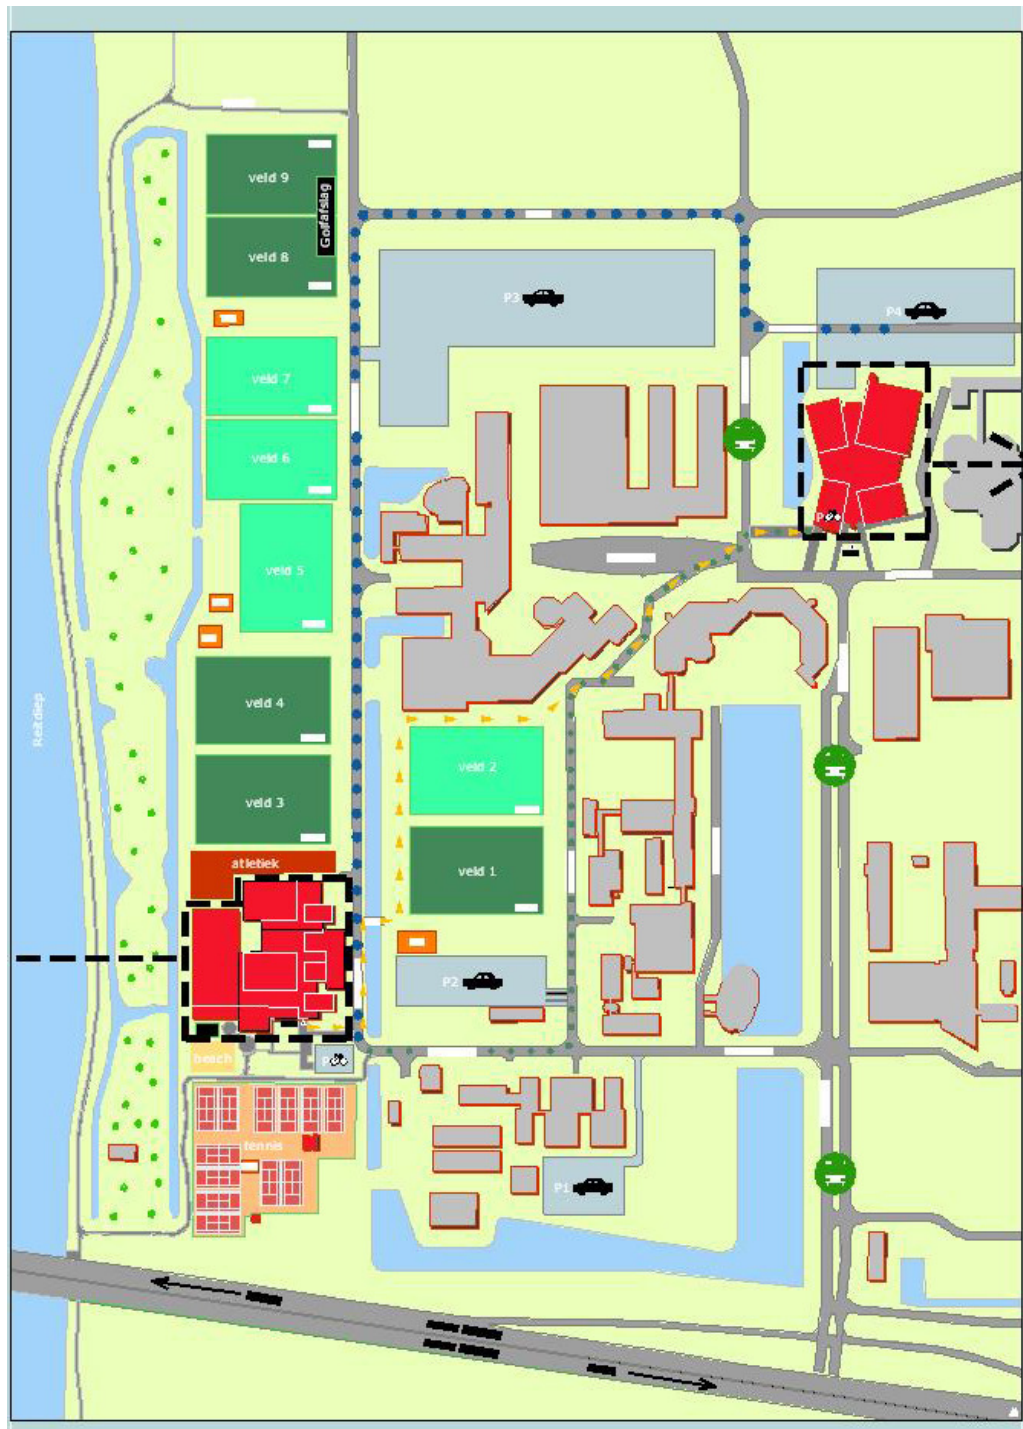 veld 9
Golfafslag
veld 8
P3
P4
veld 7
veld 6
veld 5
veld 4
Reitdiep
veld 2
veld 3
atletiek
veld 1
P2
beach
tennis
P1